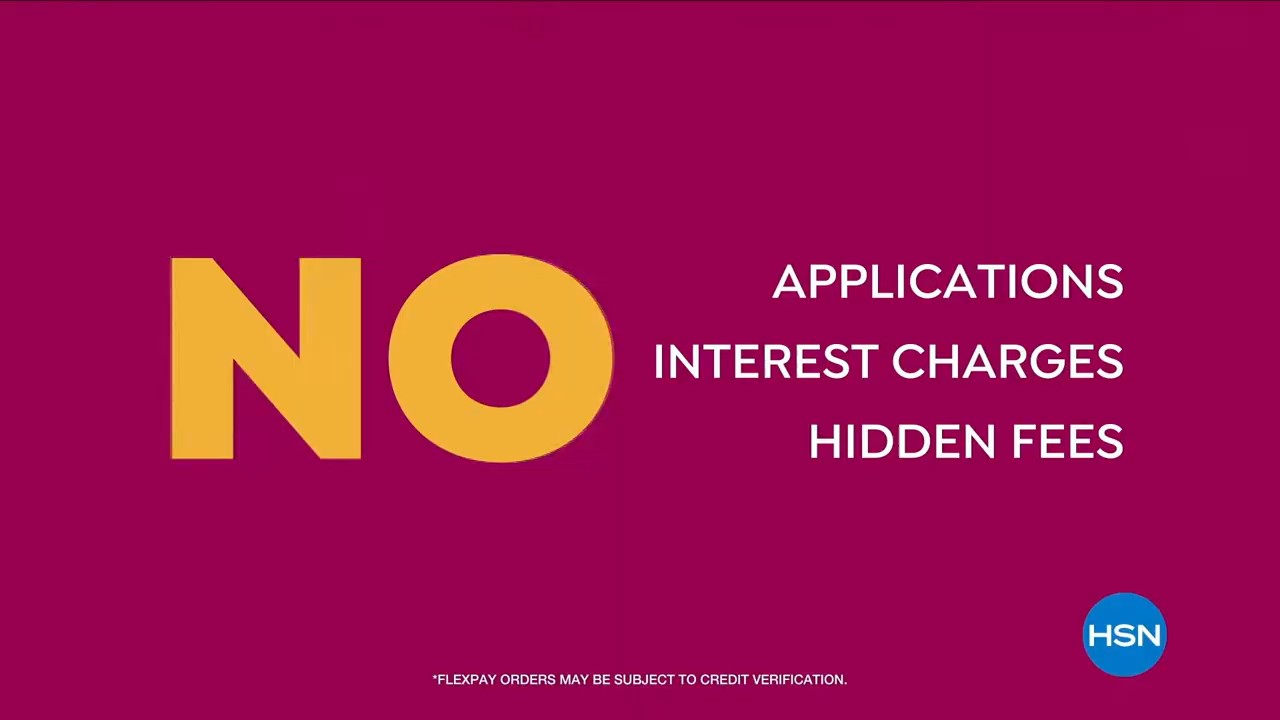 NO
APPLICATIONS
INTEREST CHARGES
HIDDEN FEES
HSN
*FLEXPAY ORDERS MAY BE SUBJECT TO CREDIT VERIFICATION.